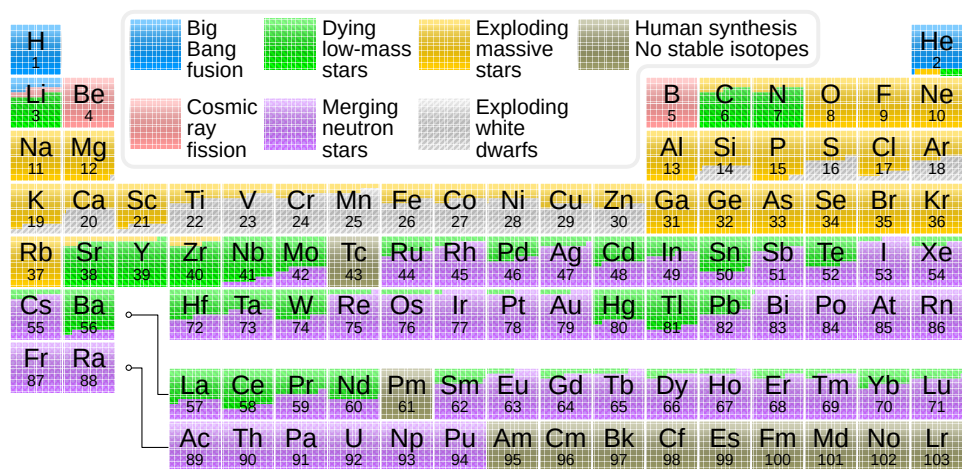 Big
Bang
fusion
Dying
low-mass
stars
Exploding
massive
stars
Human synthesis
No stable isotopes
Cosmic
ray
fission
Merging
neutron
stars
Exploding
white
dwarfs
H He
1 2
Li Be B C N O F Ne
3 4 5 6 7 8 9 10
Na Mg Al Si P S Cl Ar
11 12 13 14 15 16 17 18
K Ca Sc Ti V Cr Mn Fe Co Ni Cu Zn Ga Ge As Se Br Kr
19 20 21 22 23 24 25 26 27 28 29 30 31 32 33 34 35 36
Rb Sr Y Zr Nb Mo Tc Ru Rh Pd Ag Cd In Sn Sb Te I Xe
37 38 39 40 41 42 43 44 45 46 47 48 49 50 51 52 53 54
Cs Ba Hf Ta W Re Os Ir Pt Au Hg Tl Pb Bi Po At Rn
55 56 72 73 74 75 76 77 78 79 80 81 82 83 84 85 86
Fr Ra
87 88
La Ce Pr Nd Pm Sm Eu Gd Tb Dy Ho Er Tm Yb Lu
57 58 59 60 61 62 63 64 65 66 67 68 69 70 71
Ac Th Pa U Np Pu Am Cm Bk Cf Es Fm Md No Lr
89 90 91 92 93 94 95 96 97 98 99 100 101 102 103